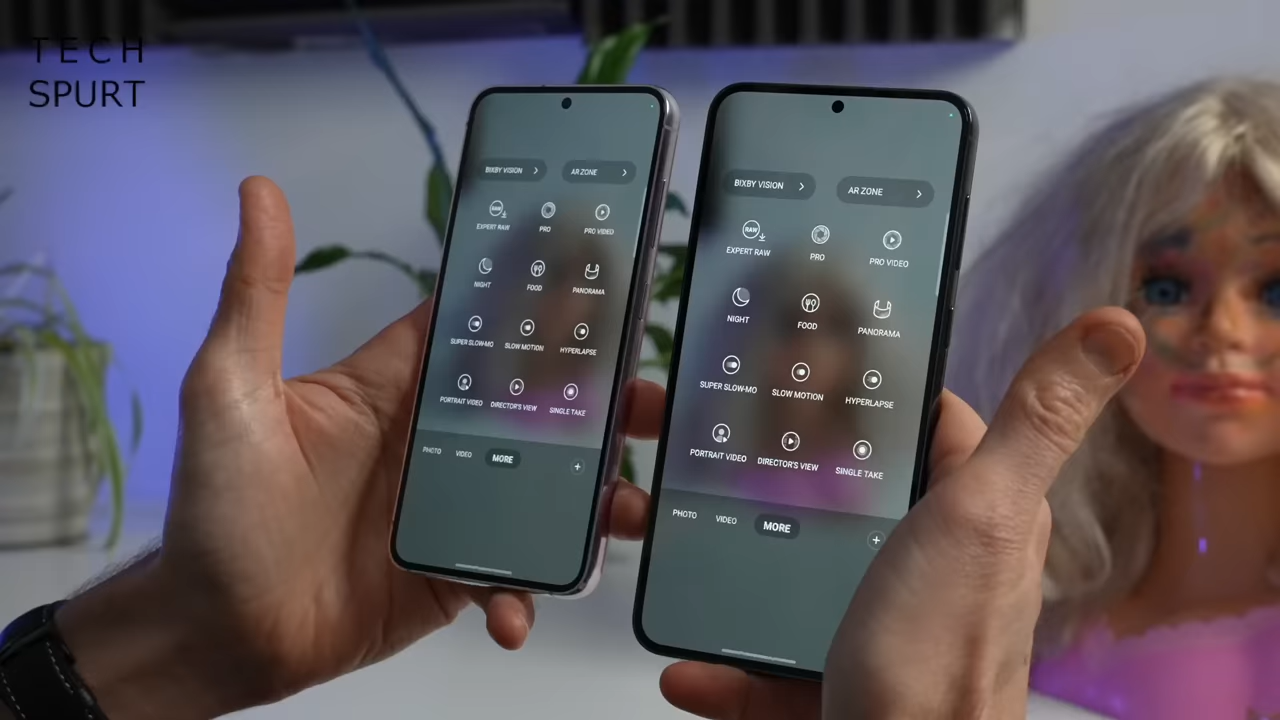 TECH
SPURT
BIXBY VISION
AR ZONE
EXPERT RAW
PRO
PRO VIDEO
NIGHT
FOOD
PANORAMA
SUPER SLOW-MO
SLOW MOTION
HYPERLAPSE
PORTRAIT VIDEO
DIRECTOR'S VIEW
SINGLE TAKE
PHOTO
VIDEO
MORE
BIXBY VISION
AR ZONE
RAW
EXPERT RAW
PRO
PRO VIDEO
NIGHT
FOOD
PANORAMA
SUPER SLOW-MO
SLOW MOTION
HYPERLAPSE
PORTRAIT VIDEO
DIRECTOR'S VIEW
SINGLE TAKE
PHOTO
VIDEO
MORE